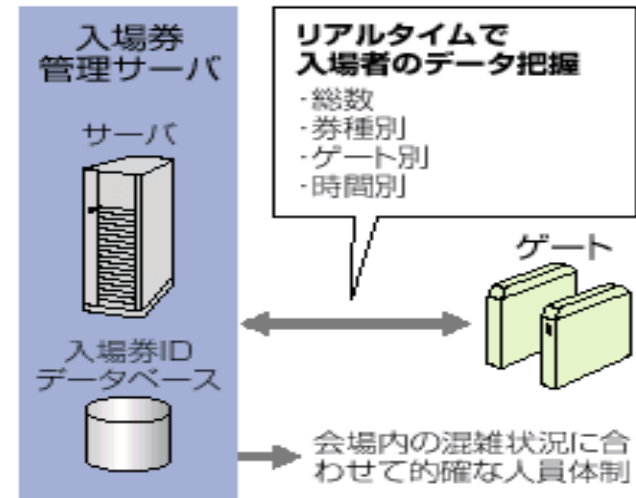 入場券
管理サーバ
サーバ
入場券ID
データベース
リアルタイムで
入場者のデータ把握
・総数
・券種別
・ゲート別
・時間別
ゲート
会場内の混雑状況に合
わせて的確な人員体制